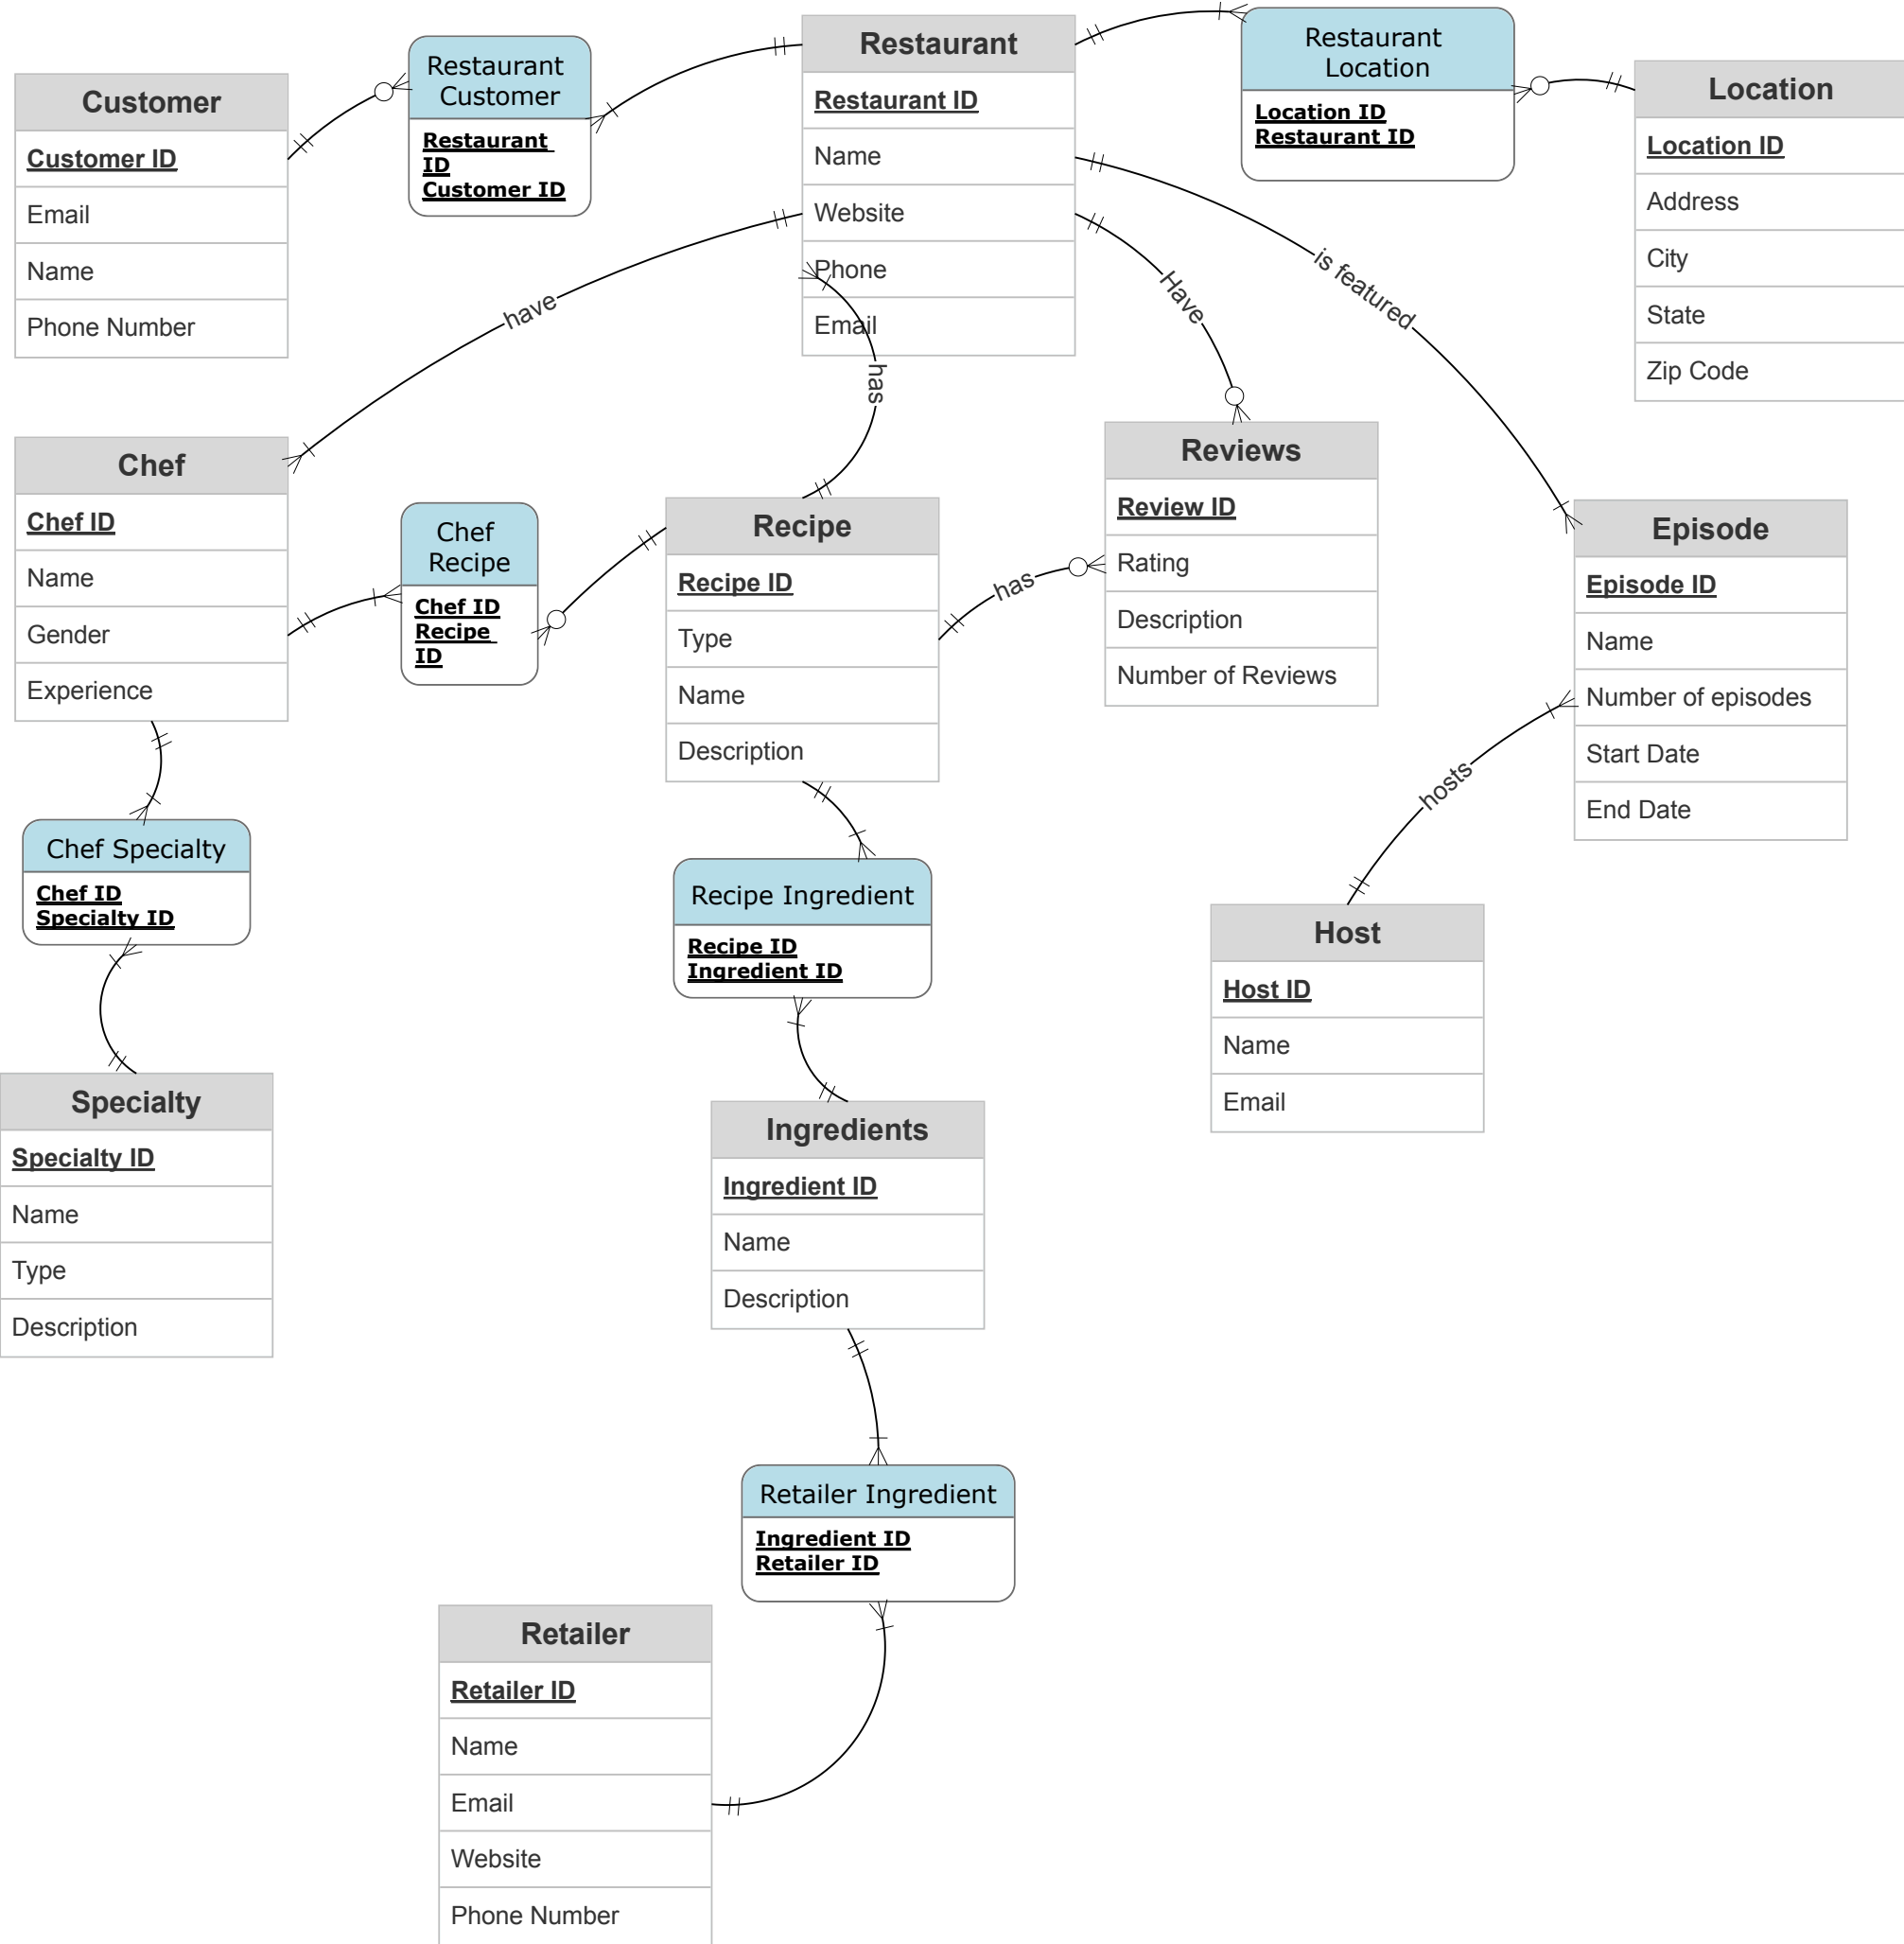 Restaurant
Restaurant ID
Name
Website
Phone
Email
Restaurant
Customer
Restaurant
ID
Customer ID
Restaurant
Location
Location ID
Restaurant ID
Customer
Customer ID
Email
Name
Phone Number
Location
Location ID
Address
City
State
Zip Code
have
has
Have
is featured
Chef
Chef ID
Name
Gender
Experience
Chef
Recipe
Chef ID
Recipe
ID
Recipe
Recipe ID
Type
Name
Description
has
Reviews
Review ID
Rating
Description
Number of Reviews
Episode
Episode ID
Name
Number of episodes
Start Date
End Date
hosts
Chef Specialty
Chef ID
Specialty ID
Recipe Ingredient
Recipe ID
Ingredient ID
Host
Host ID
Name
Email
Specialty
Specialty ID
Name
Type
Description
Ingredients
Ingredient ID
Name
Description
Retailer Ingredient
Ingredient ID
Retailer ID
Retailer
Retailer ID
Name
Email
Website
Phone Number